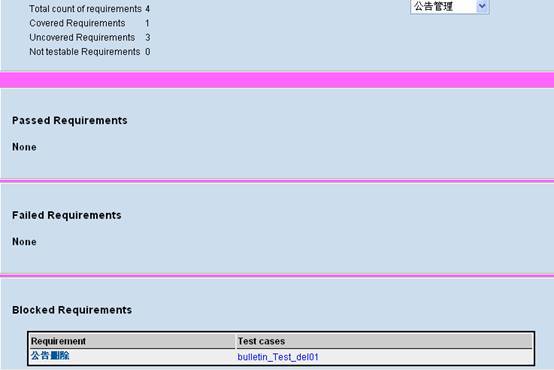 Total count of requirements 4
公告管理
Covered Requirements 1
Uncovered Requirements 3
Not testable Requirements 0
Passed Requirements
None
Failed Requirements
None
Blocked Requirements
Requirement Test cases
公告刪除 bulletin_Test_del01